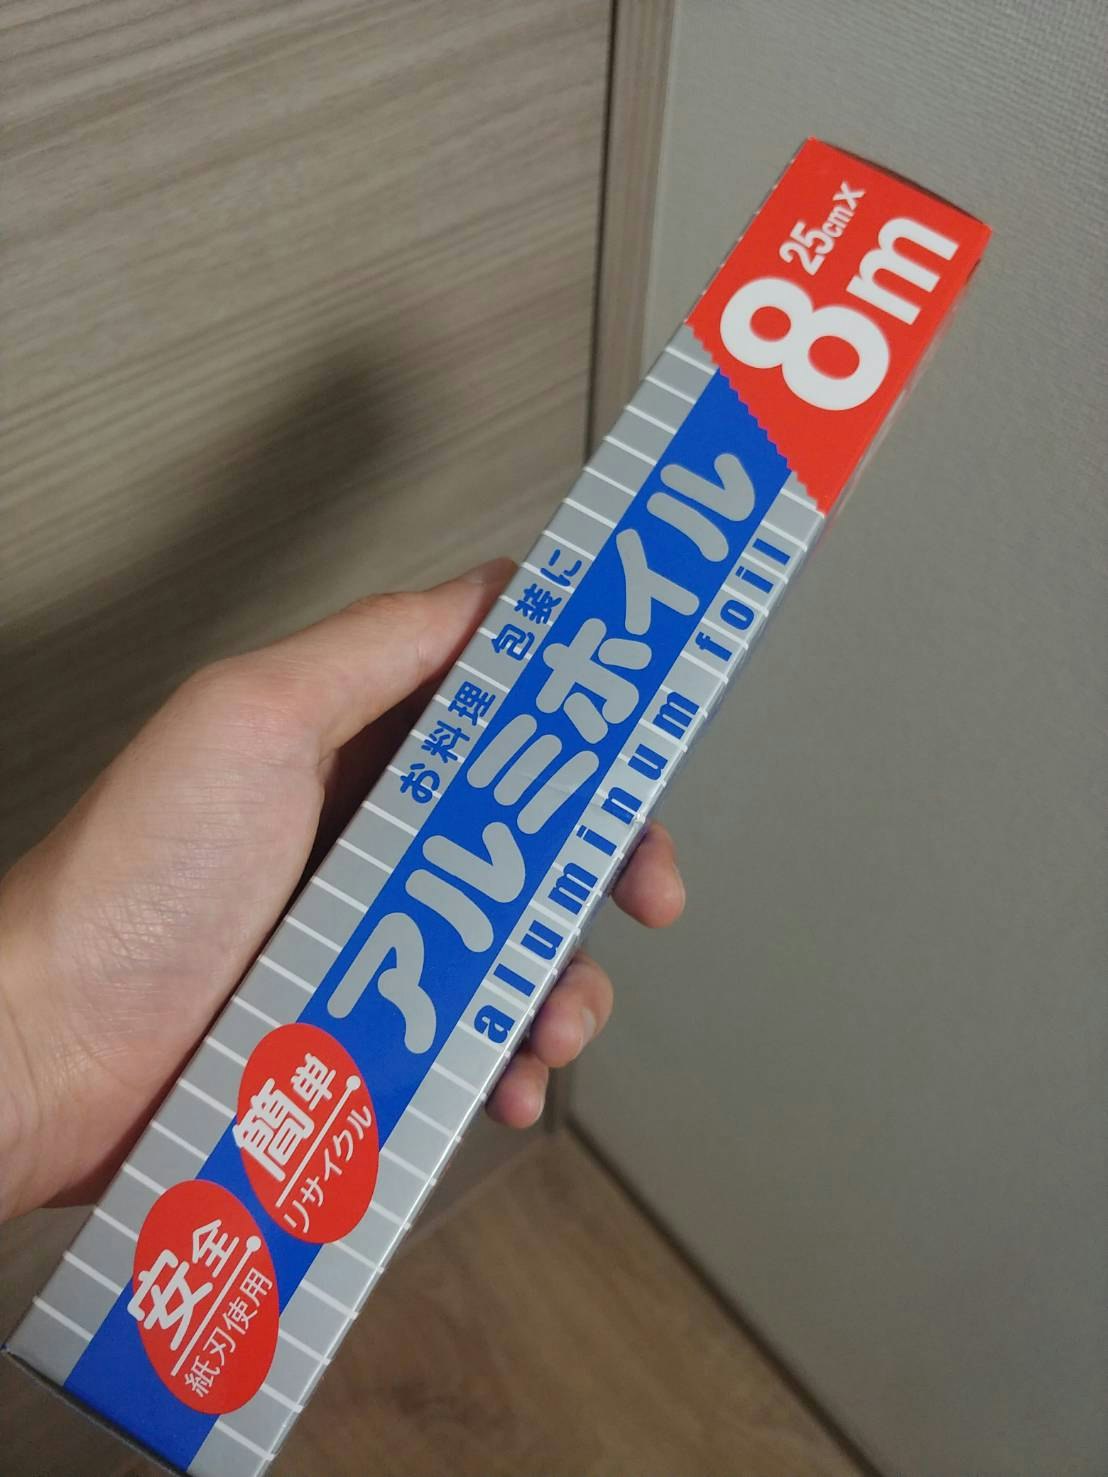 安全
紙刃使用
簡単
リサイクル
お料理 包装に
アルミホイル
aluminum foil
25cm×
8m